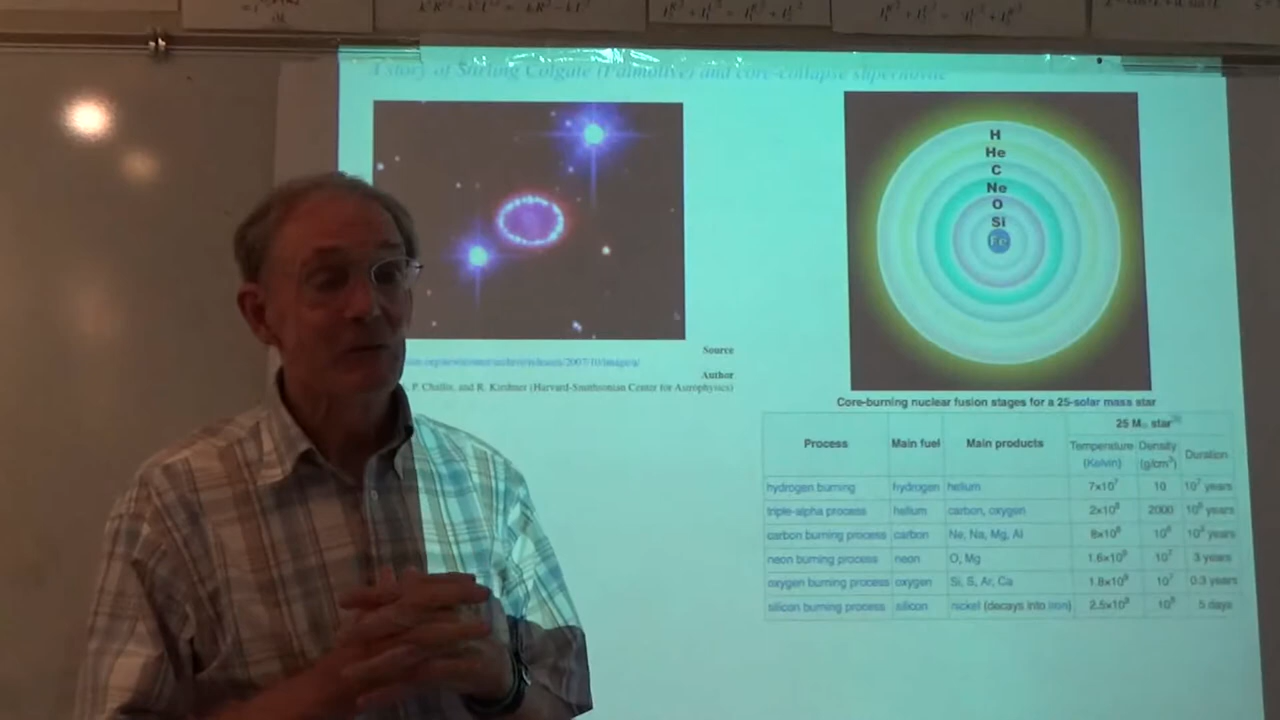 A story of Stirling Colgate (Palmolive) and core-collapse supernovae
H
He
C
Ne
O
Si
Fe
Source
Author
P. Challis, and R. Kirshner (Harvard-Smithsonian Center for Astrophysics)
Core-burning nuclear fusion stages for a 25-solar mass star
Process Main fuel Main products 25 M☉ star
Temperature (Kelvin) Density (g/cm³) Duration
hydrogen burning hydrogen helium 7×10⁷ 10 10⁷ years
triple-alpha process helium carbon, oxygen 2×10⁸ 2000 10⁶ years
carbon burning process carbon Ne, Na, Mg, Al 8×10⁸ 10⁶ 10³ years
neon burning process neon O, Mg 1.6×10⁹ 10⁷ 3 years
oxygen burning process oxygen Si, S, Ar, Ca 1.8×10⁹ 10⁷ 0.3 years
silicon burning process silicon nickel (decays into iron) 2.5×10⁹ 10⁸ 5 days